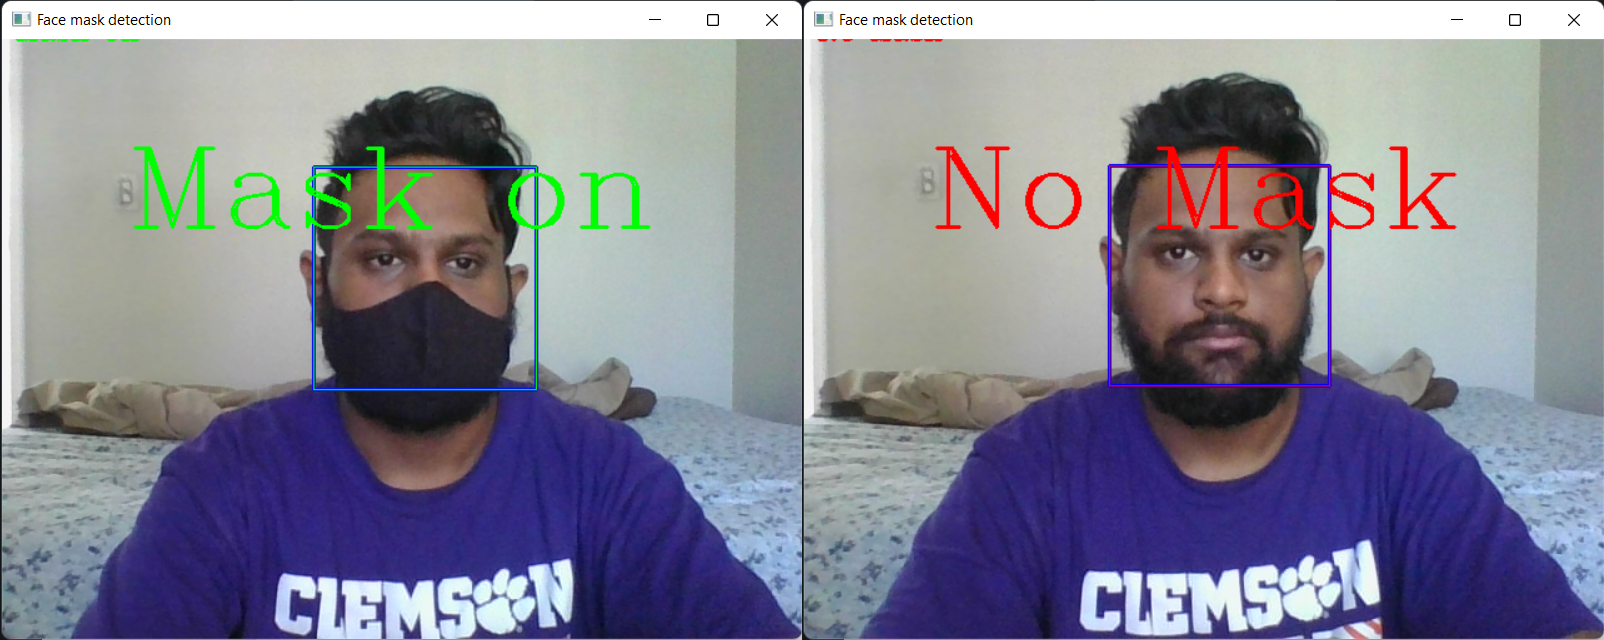 Face mask detection
Mask on
CLEMSON
Face mask detection
No Mask
CLEMSON